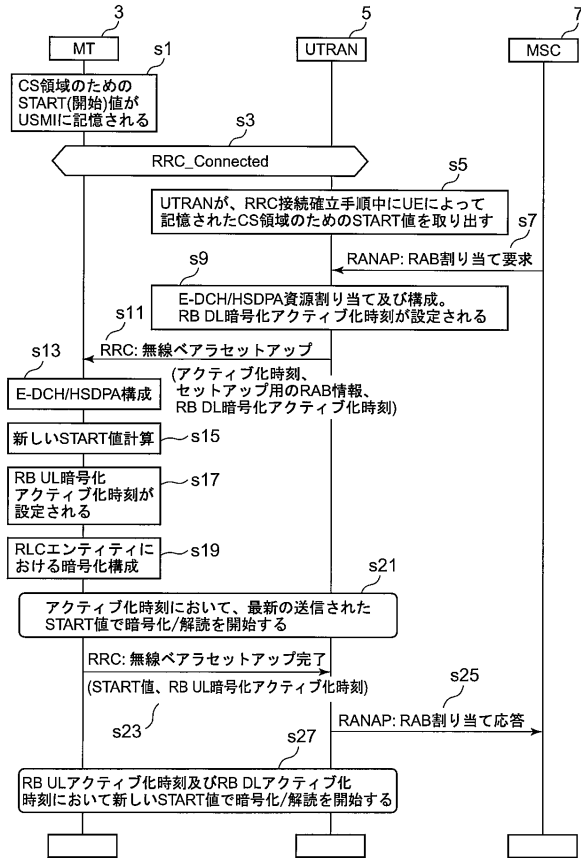 3
5
7
MT
UTRAN
MSC
s1
CS領域のための
START(開始)値が
USMIに記憶される
s3
RRC_Connected
s5
UTRANが、RRC接続確立手順中にUEによって
記憶されたCS領域のためのSTART値を取り出す
s7
RANAP: RAB割り当て要求
s9
E-DCH/HSDPA資源割り当て及び構成。
RB DL暗号化アクティブ化時刻が設定される
s11
RRC: 無線ベアラセットアップ
(アクティブ化時刻、
セットアップ用のRAB情報、
RB DL暗号化アクティブ化時刻)
s13
E-DCH/HSDPA構成
新しいSTART値計算
s15
RB UL暗号化
アクティブ化時刻が
設定される
s17
RLCエンティティに
おける暗号化構成
s19
s21
アクティブ化時刻において、最新の送信された
START値で暗号化/解読を開始する
RRC: 無線ベアラセットアップ完了
(START値、RB UL暗号化アクティブ化時刻)
s23
s25
RANAP: RAB割り当て応答
s27
RB ULアクティブ化時刻及びRB DLアクティブ化
時刻において新しいSTART値で暗号化/解読を開始する